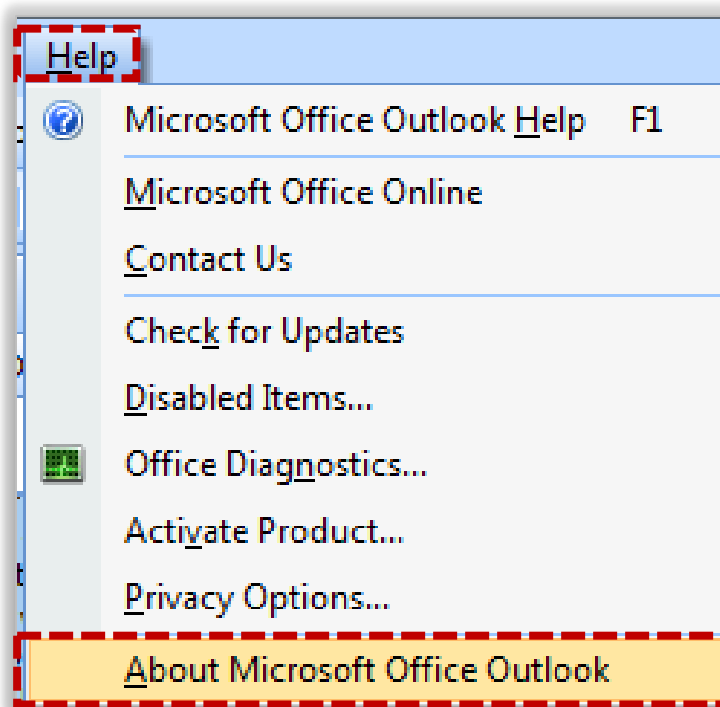 Help
Microsoft Office Outlook Help F1
Microsoft Office Online
Contact Us
Check for Updates
Disabled Items...
Office Diagnostics...
Activate Product...
Privacy Options...
About Microsoft Office Outlook